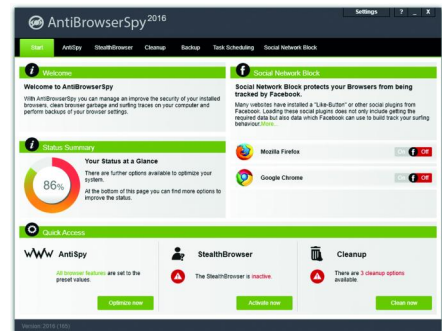 AntiBrowserSpy 2016
Settings ? _ X
Start AntiSpy StealthBrowser Cleanup Backup Task Scheduling Social Network Block
Welcome
Welcome to AntiBrowserSpy
With AntiBrowserSpy you can manage an improve the security of your installed
browsers, clean browser garbage and surfing traces on your computer and
perform backups of your browser settings.
Social Network Block
Social Network Block protects your Browsers from being
tracked by Facebook.
Many websites have installed a "Like-Button" or other social plugins from
Facebook. Loading these social plugins does not only include getting the
required data but also data which Facebook can use to build track your surfing
behaviour.More...
Mozilla Firefox On Off
Google Chrome On Off
Status Summary
Your Status at a Glance
86%
There are further options available to optimize your
system.
At the bottom of this page you can find more options to
improve the status.
Quick Access
WWW AntiSpy
All browser features are set to the
preset values.
Optimize now
StealthBrowser
The StealthBrowser is inactive.
Activate now
Cleanup
There are 3 cleanup options
available.
Clean now
Version: 2016 (166)